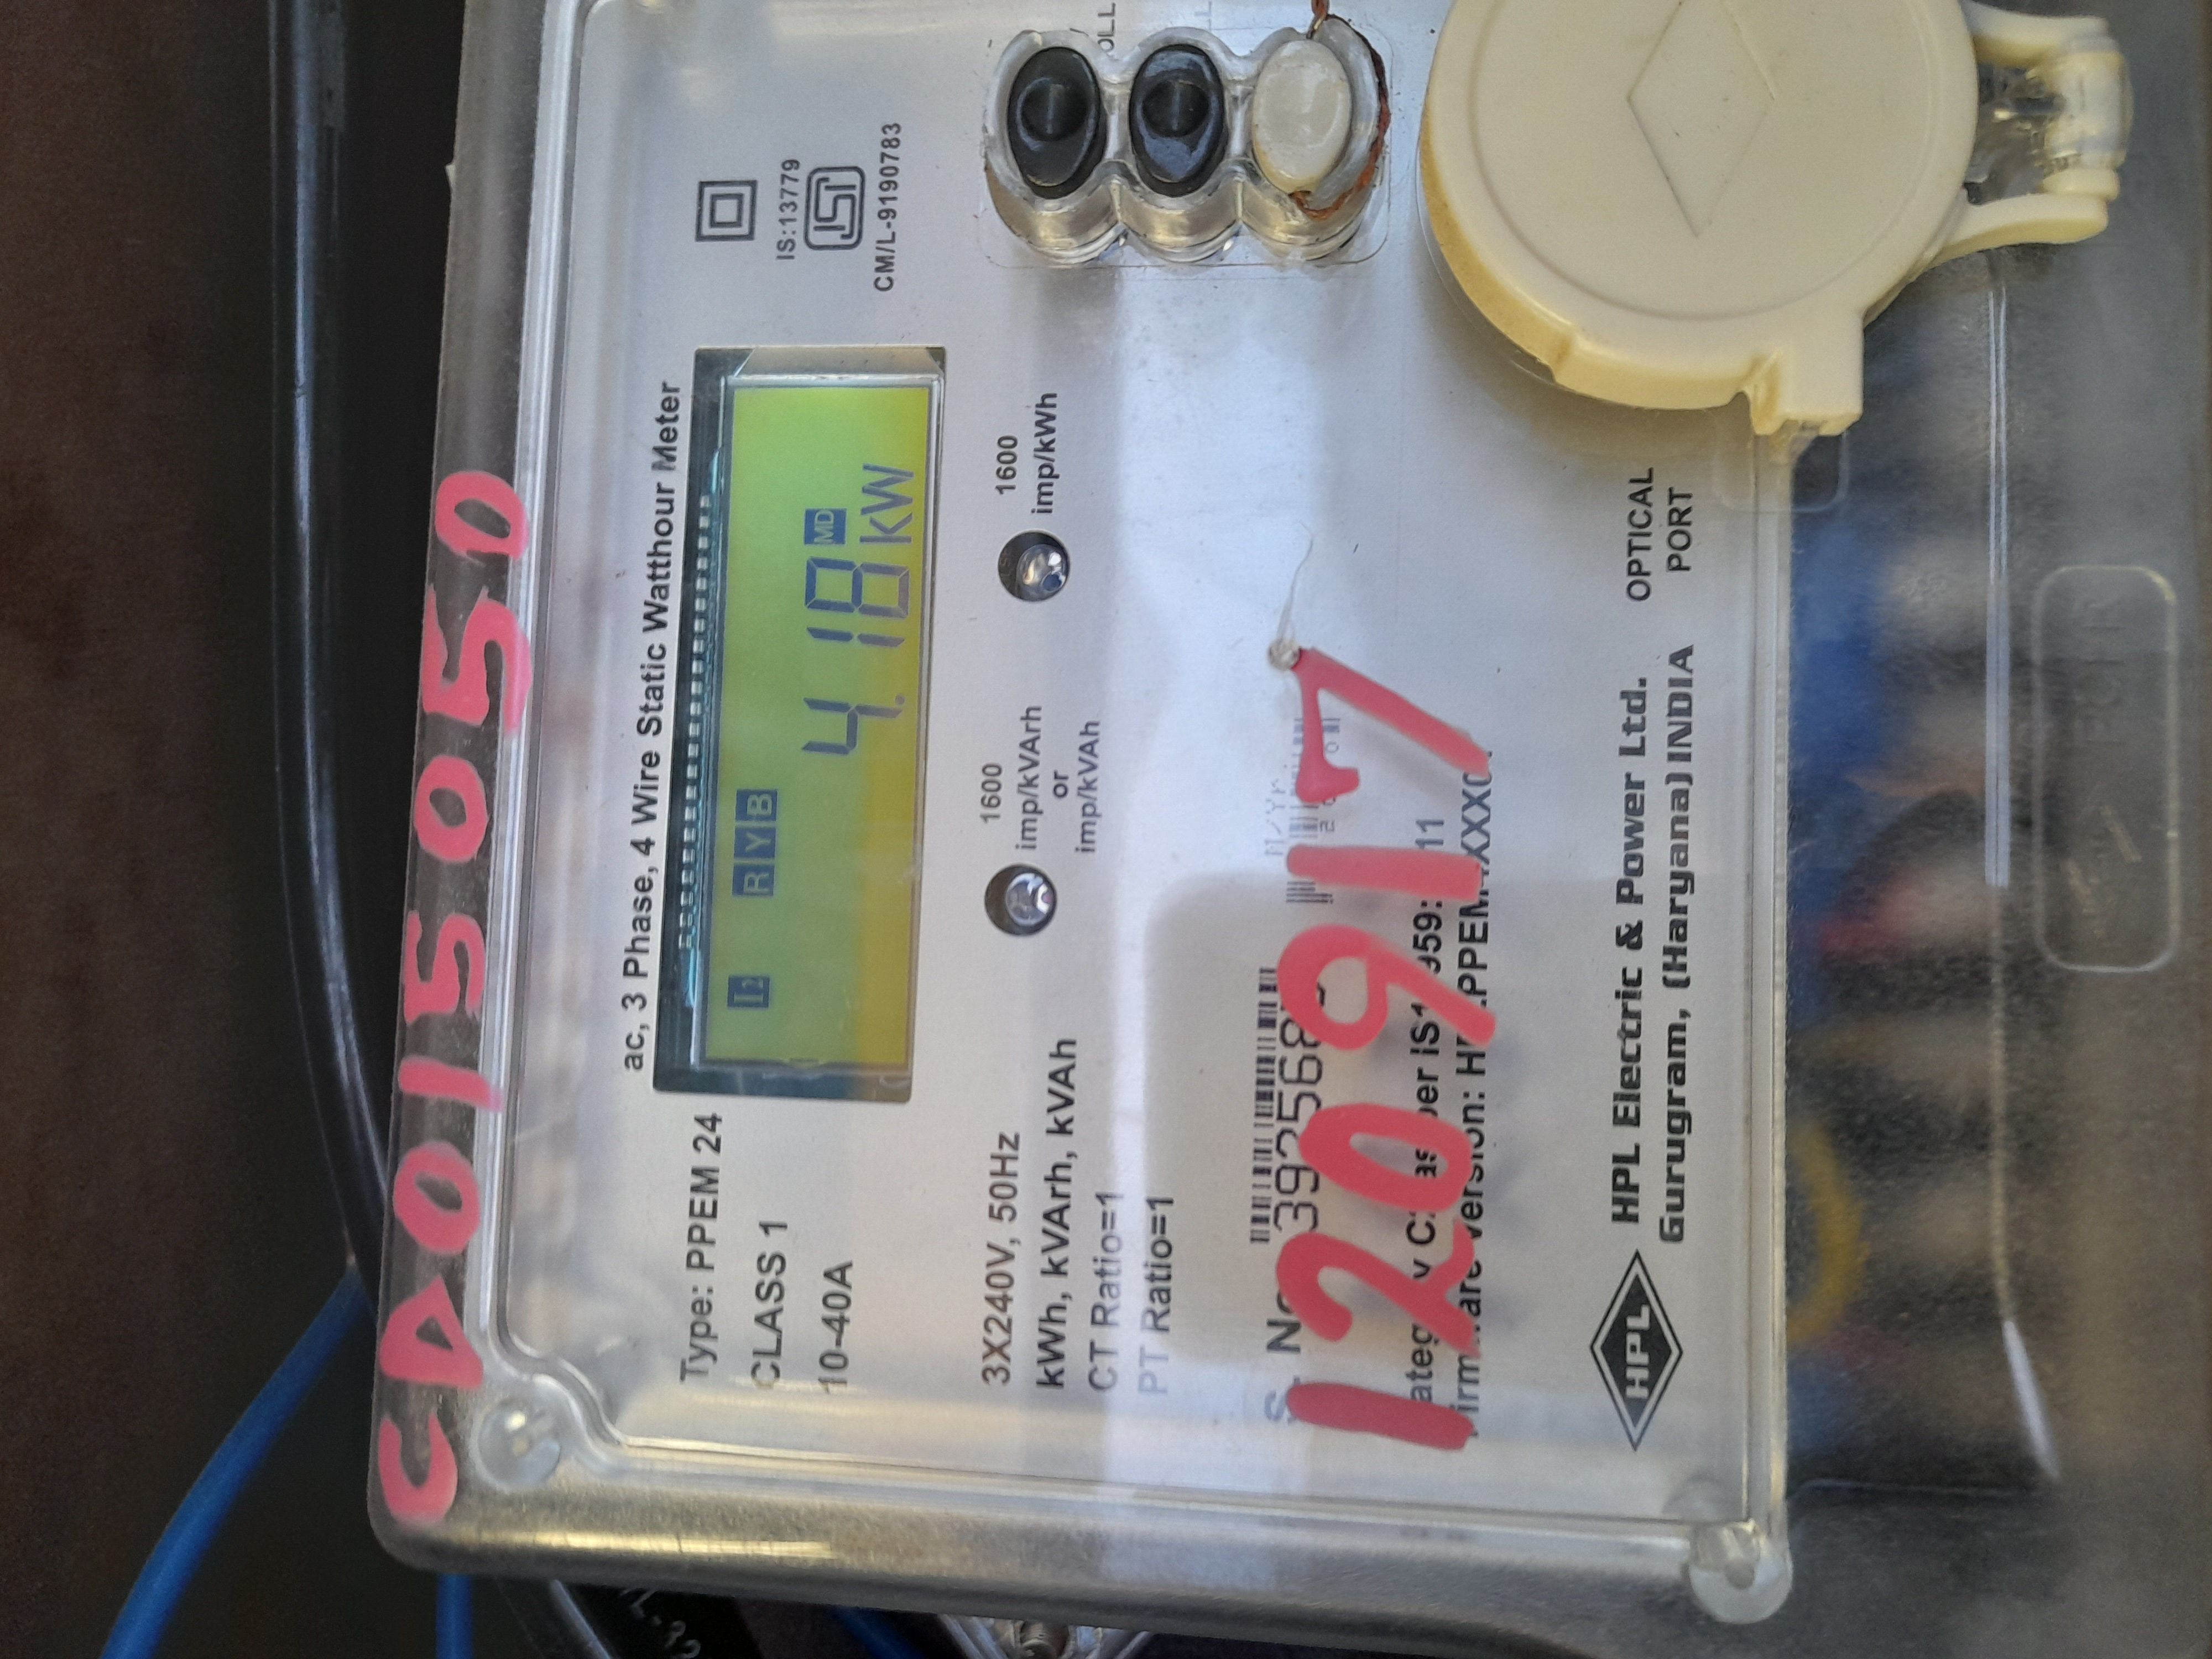 CD015050
ac, 3 Phase, 4 Wire Static Watthour Meter
Type: PPEM 24
CLASS 1
10-40A
I2 R Y B
4.18 MD
kW
IS:13779
CM/L-9190783
3X240V, 50Hz
kWh, kVArh, kVAh
CT Ratio=1
PT Ratio=1
1600
imp/kVArh
or
imp/kVAh
1600
imp/kWh
12097
HPL
HPL Electric & Power Ltd.
Gurugram, (Haryana) INDIA
OPTICAL
PORT